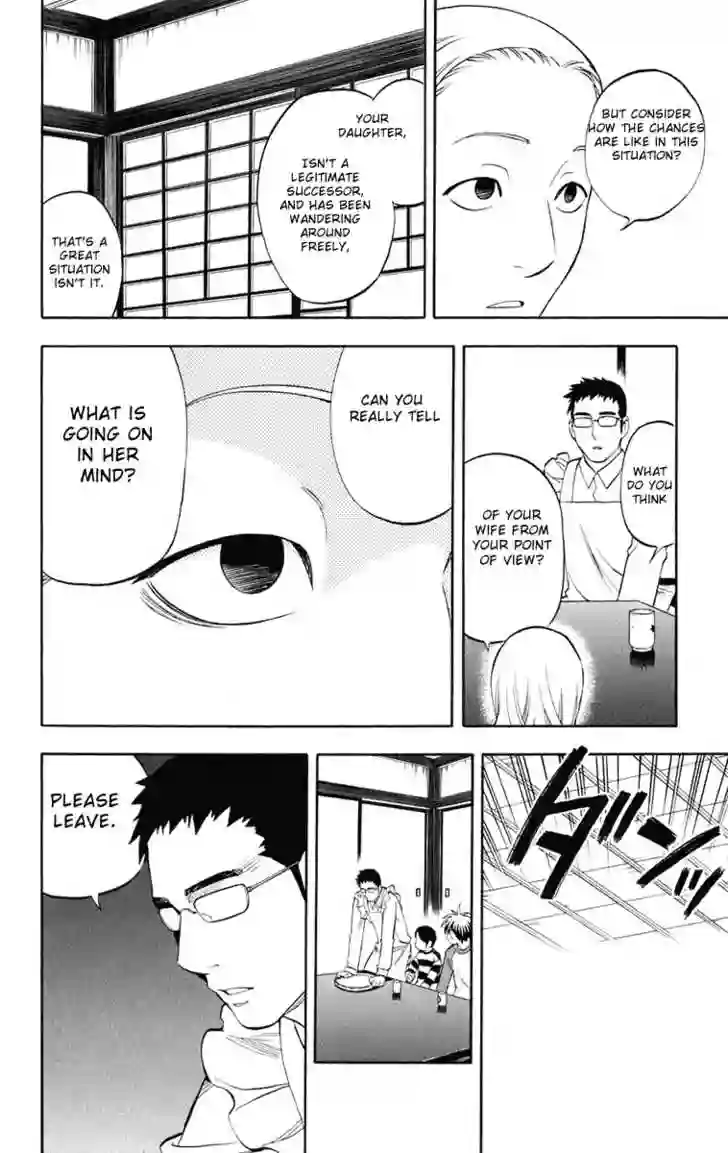 BUT CONSIDER
HOW THE CHANCES
ARE LIKE IN THIS
SITUATION?
YOUR
DAUGHTER,
ISN'T A
LEGITIMATE
SUCCESSOR,
AND HAS BEEN
WANDERING
AROUND
FREELY,
THAT'S A
GREAT
SITUATION
ISN'T IT.
WHAT
DO YOU
THINK
OF YOUR
WIFE FROM
YOUR POINT
OF VIEW?
CAN YOU
REALLY TELL
WHAT IS
GOING ON
IN HER
MIND?
ダンッ
PLEASE
LEAVE.